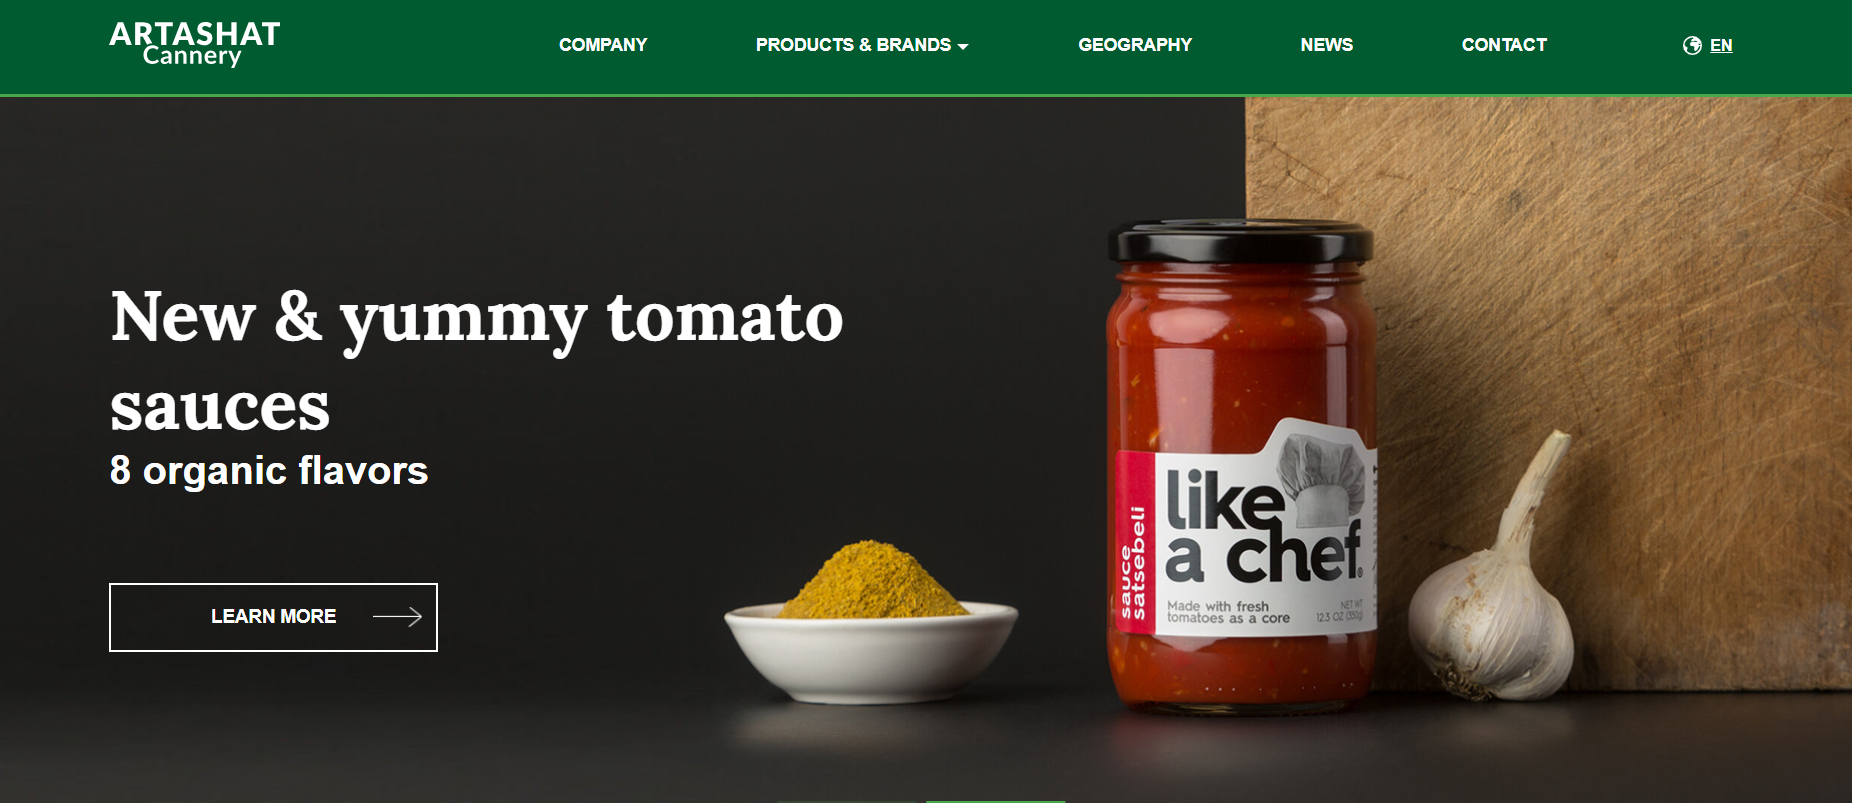 ARTASHAT
Cannery
COMPANY
PRODUCTS & BRANDS
GEOGRAPHY
NEWS
CONTACT
EN
New & yummy tomato
sauces
8 organic flavors
LEARN MORE
sauce
satsebeli
like
a chef®
Made with fresh
tomatoes as a core
NET WT
12.3 OZ (350g)